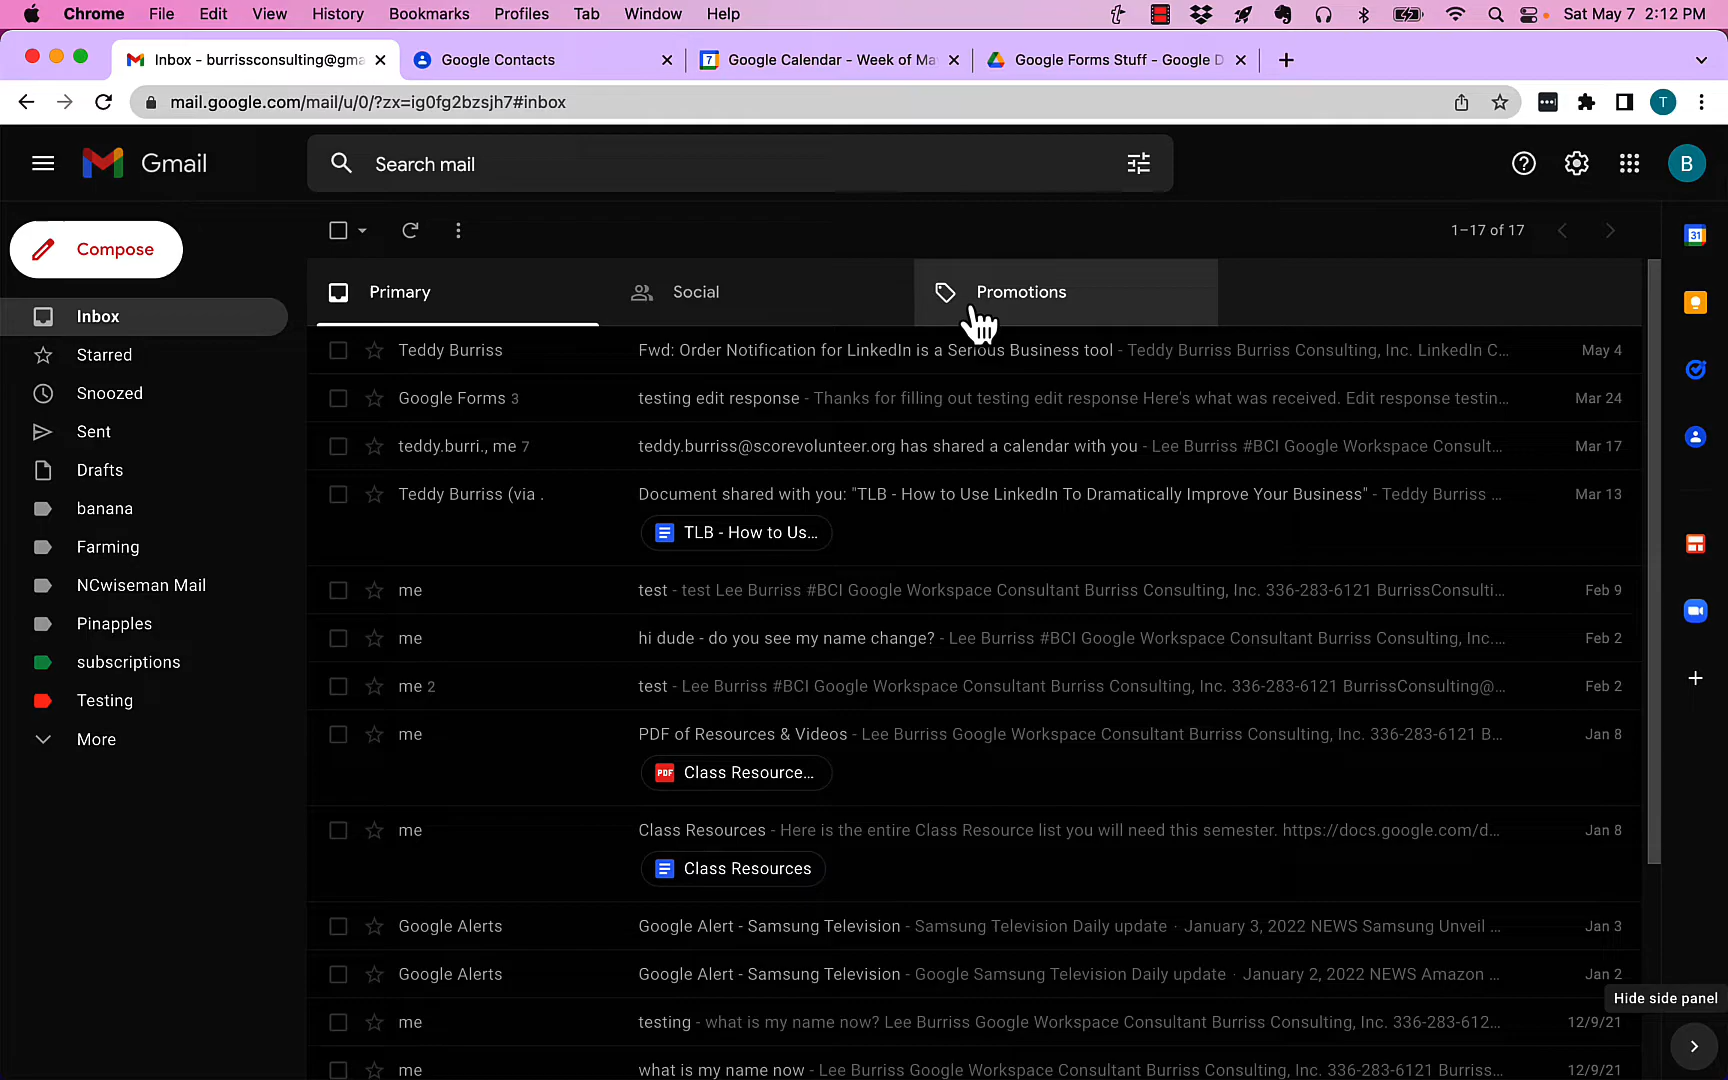 Chrome File Edit View History Bookmarks Profiles Tab Window Help Sat May 7 2:12 PM
Inbox - burrissconsulting@gma Google Contacts Google Calendar - Week of Ma Google Forms Stuff - Google D
mail.google.com/mail/u/0/?zx=ig0fg2bzsjh7#inbox T
Gmail Search mail B
Compose
1–17 of 17
Primary Social Promotions
Inbox
Starred
Snoozed
Sent
Drafts
banana
Farming
NCwiseman Mail
Pinapples
subscriptions
Testing
More
Teddy Burriss Fwd: Order Notification for LinkedIn is a Serious Business tool - Teddy Burriss Burriss Consulting, Inc. LinkedIn C... May 4
Google Forms 3 testing edit response - Thanks for filling out testing edit response Here's what was received. Edit response testin... Mar 24
teddy.burri., me 7 teddy.burriss@scorevolunteer.org has shared a calendar with you - Lee Burriss #BCI Google Workspace Consult... Mar 17
Teddy Burriss (via . Document shared with you: "TLB - How to Use LinkedIn To Dramatically Improve Your Business" - Teddy Burriss ... Mar 13
TLB - How to Us...
me test - test Lee Burriss #BCI Google Workspace Consultant Burriss Consulting, Inc. 336-283-6121 BurrissConsulti... Feb 9
me hi dude - do you see my name change? - Lee Burriss #BCI Google Workspace Consultant Burriss Consulting, Inc.... Feb 2
me 2 test - Lee Burriss #BCI Google Workspace Consultant Burriss Consulting, Inc. 336-283-6121 BurrissConsulting@... Feb 2
me PDF of Resources & Videos - Lee Burriss Google Workspace Consultant Burriss Consulting, Inc. 336-283-6121 B... Jan 8
PDF Class Resource...
me Class Resources - Here is the entire Class Resource list you will need this semester. https://docs.google.com/d... Jan 8
Class Resources
Google Alerts Google Alert - Samsung Television - Samsung Television Daily update · January 3, 2022 NEWS Samsung Unveil ... Jan 3
Google Alerts Google Alert - Samsung Television - Google Samsung Television Daily update · January 2, 2022 NEWS Amazon ... Jan 2
Hide side panel
me testing - what is my name now? Lee Burriss Google Workspace Consultant Burriss Consulting, Inc. 336-283-612... 12/9/21
me what is my name now - Lee Burriss Google Workspace Consultant Burriss Consulting, Inc. 336-283-6121 Burriss... 12/9/21
7
31